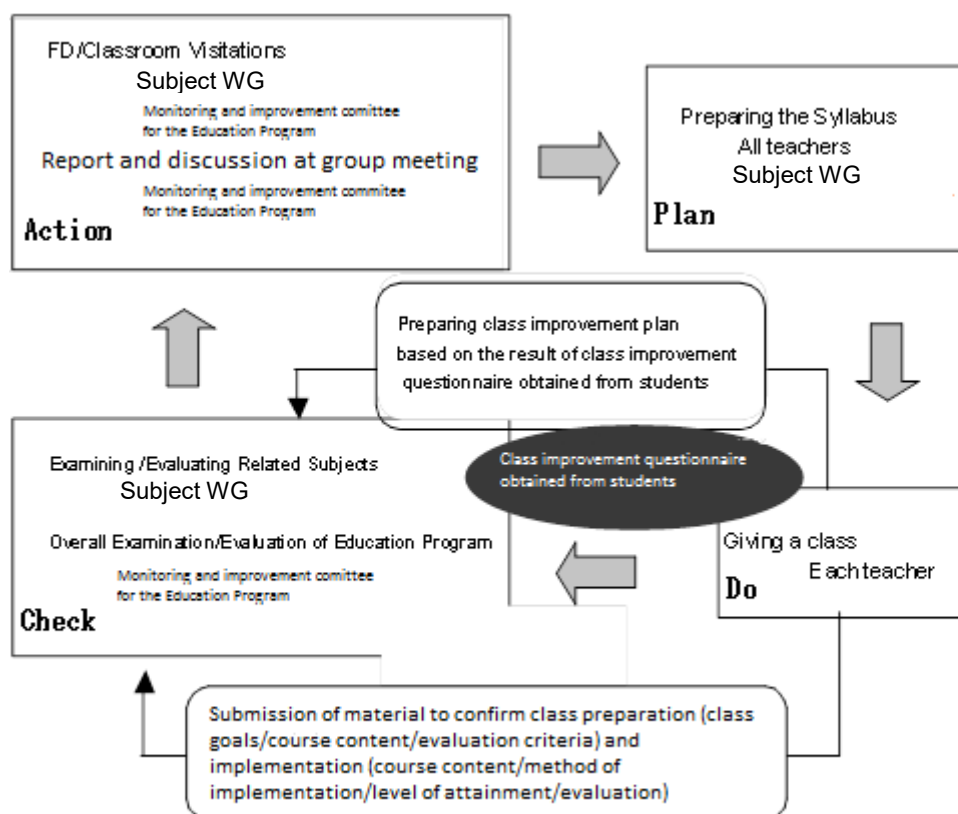 FD/Classroom Visitations
Subject WG
Monitoring and improvement comittee
for the Education Program
Report and discussion at group meeting
Monitoring and improvement commitee
for the Education Program
Action
Preparing the Syllabus
All teachers
Subject WG
Plan
Preparing class improvement plan
based on the result of class improvement
questionnaire obtained from students
Class improvement questionnaire
obtained from students
Examining /Evaluating Related Subjects
Subject WG
Overall Examination/Evaluation of Education Program
Monitoring and improvement comittee
for the Education Program
Check
Giving a class
Each teacher
Do
Submission of material to confirm class preparation (class
goals/course content/evaluation criteria) and
implementation (course content/method of
implementation/level of attainment/evaluation)